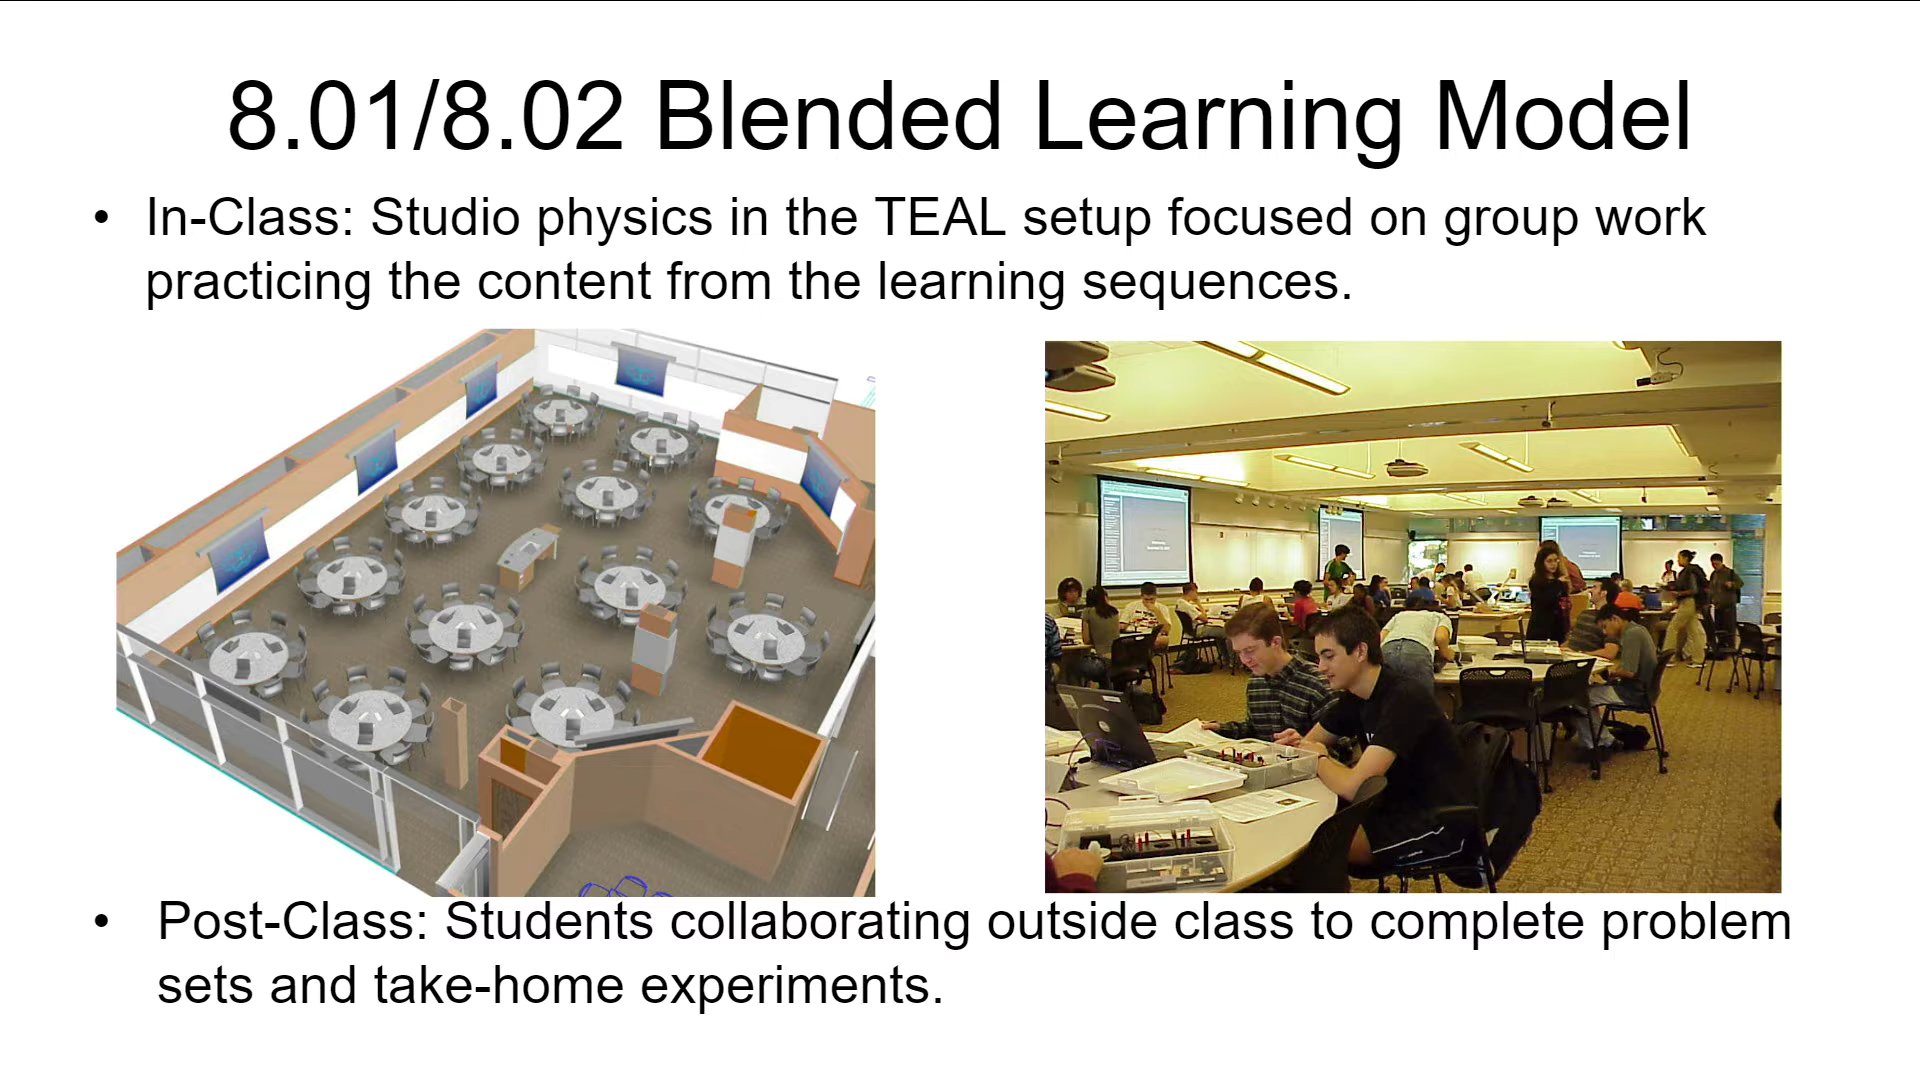 8.01/8.02 Blended Learning Model
• In-Class: Studio physics in the TEAL setup focused on group work
practicing the content from the learning sequences.
• Post-Class: Students collaborating outside class to complete problem
sets and take-home experiments.